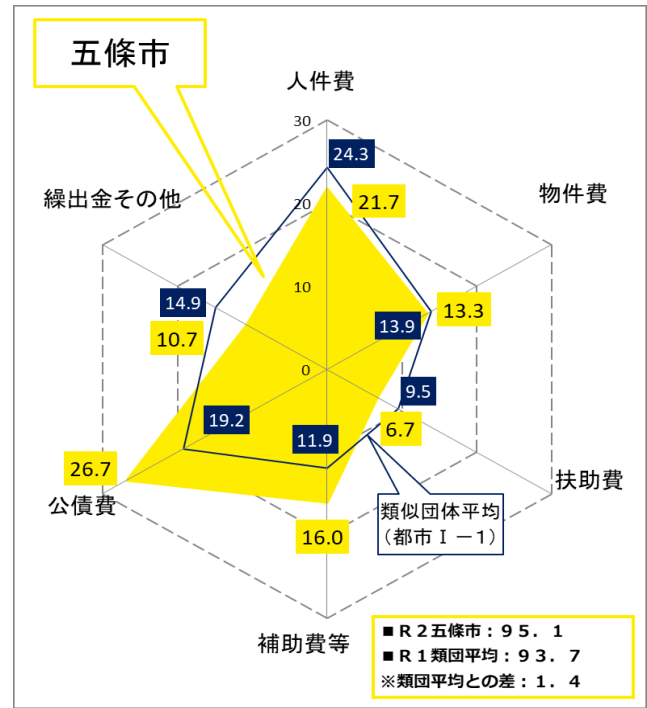 五條市
人件費
30
24.3
繰出金その他
物件費
20
21.7
10
14.9
13.3
13.9
10.7
0
9.5
19.2
11.9
6.7
26.7
扶助費
公債費
類似団体平均
(都市Ⅰ－1)
16.0
補助費等
■Ｒ２五條市：９５．１
■Ｒ１類団平均：９３．７
※類団平均との差：１．４